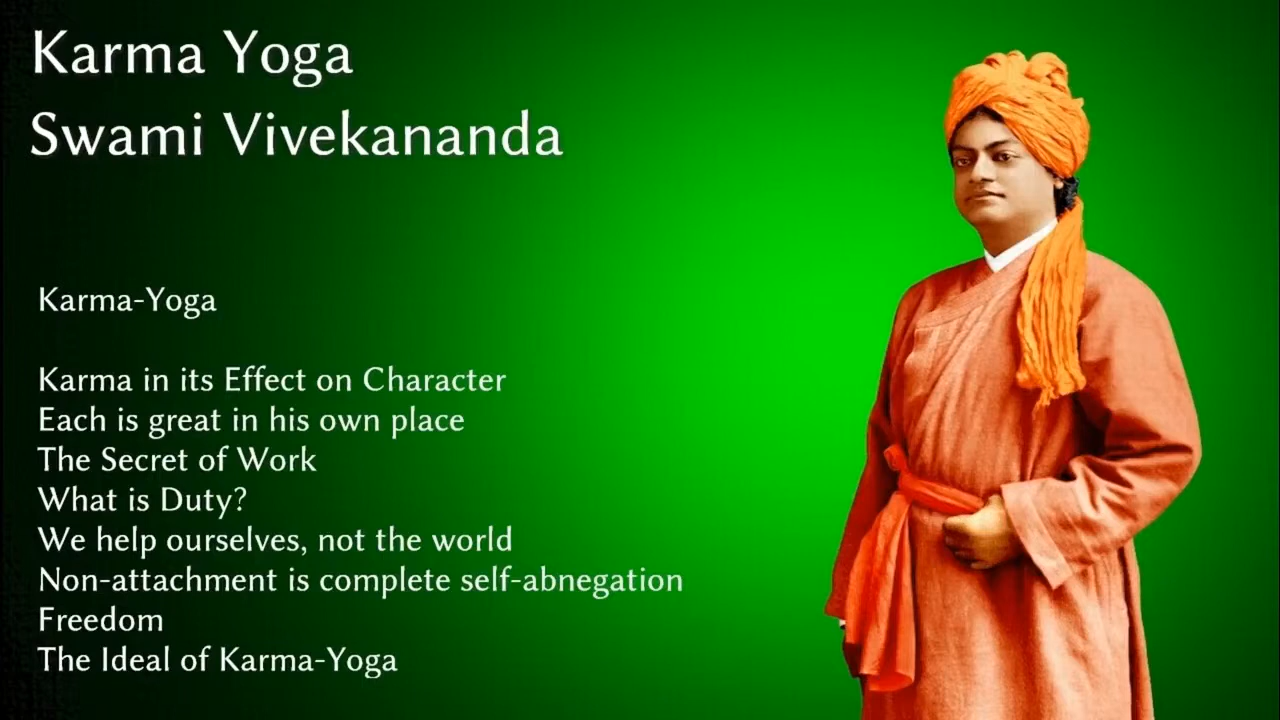 Karma Yoga
Swami Vivekananda
Karma-Yoga
Karma in its Effect on Character
Each is great in his own place
The Secret of Work
What is Duty?
We help ourselves, not the world
Non-attachment is complete self-abnegation
Freedom
The Ideal of Karma-Yoga